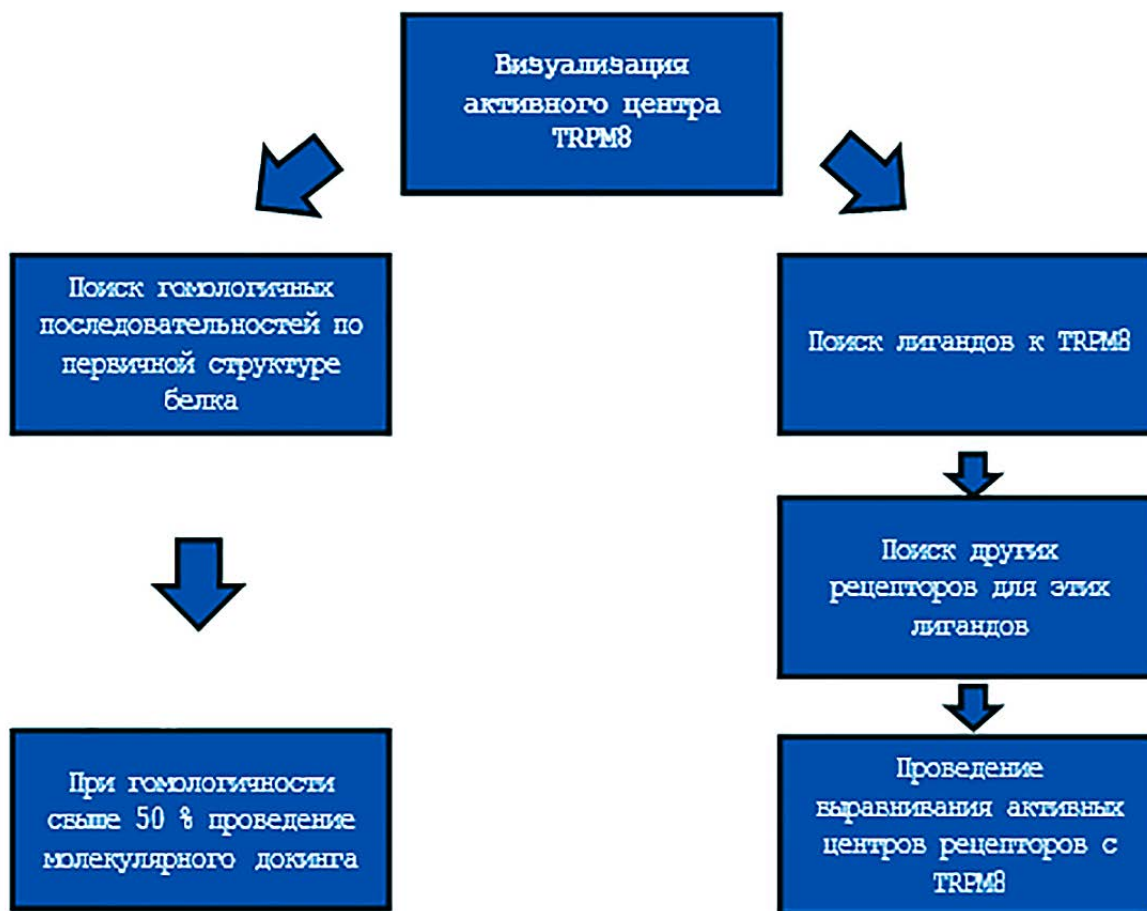 Визуализация
активного центра
TRPM8
Поиск гомологичных
последовательностей по
первичной структуре
белка
Поиск лигандов к TRPM8
Поиск других
рецепторов для этих
лигандов
При гомологичности
свыше 50 % проведение
молекулярного докинга
Проведение
выравнивания активных
центров рецепторов с
TRPM8